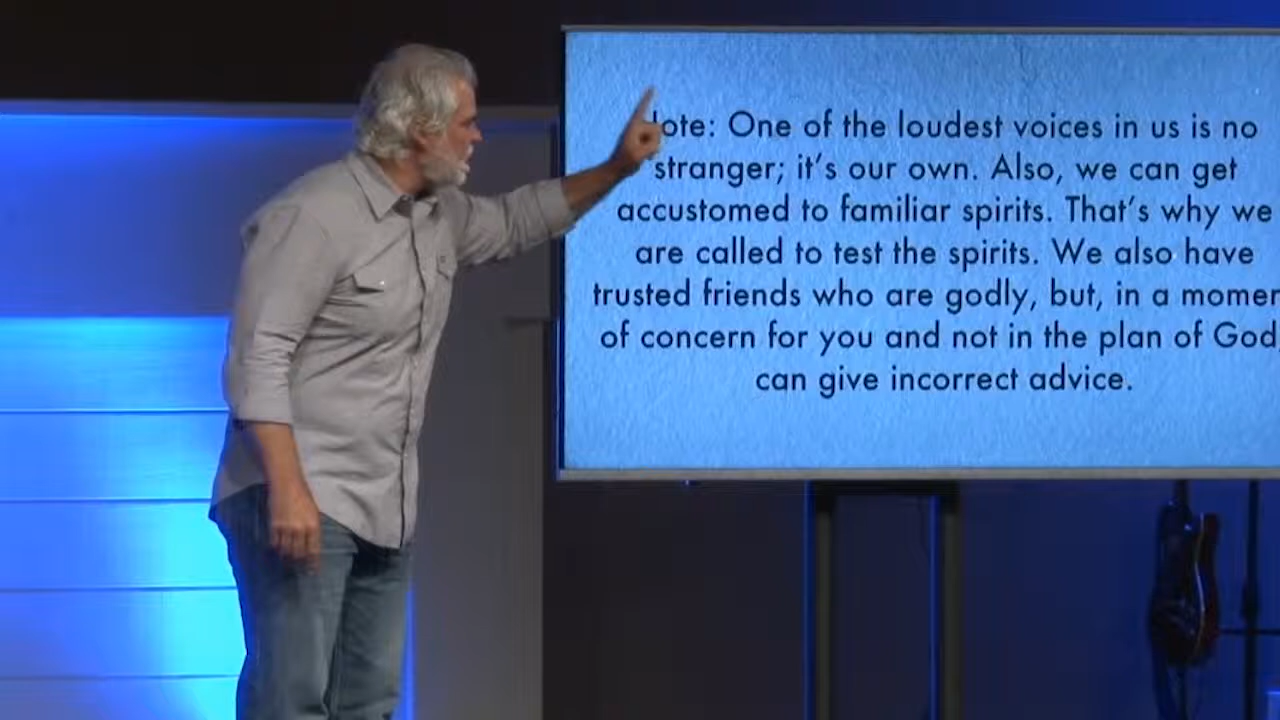 ote: One of the loudest voices in us is no
stranger; it's our own. Also, we can get
accustomed to familiar spirits. That's why we
are called to test the spirits. We also have
trusted friends who are godly, but, in a momen
of concern for you and not in the plan of God,
can give incorrect advice.